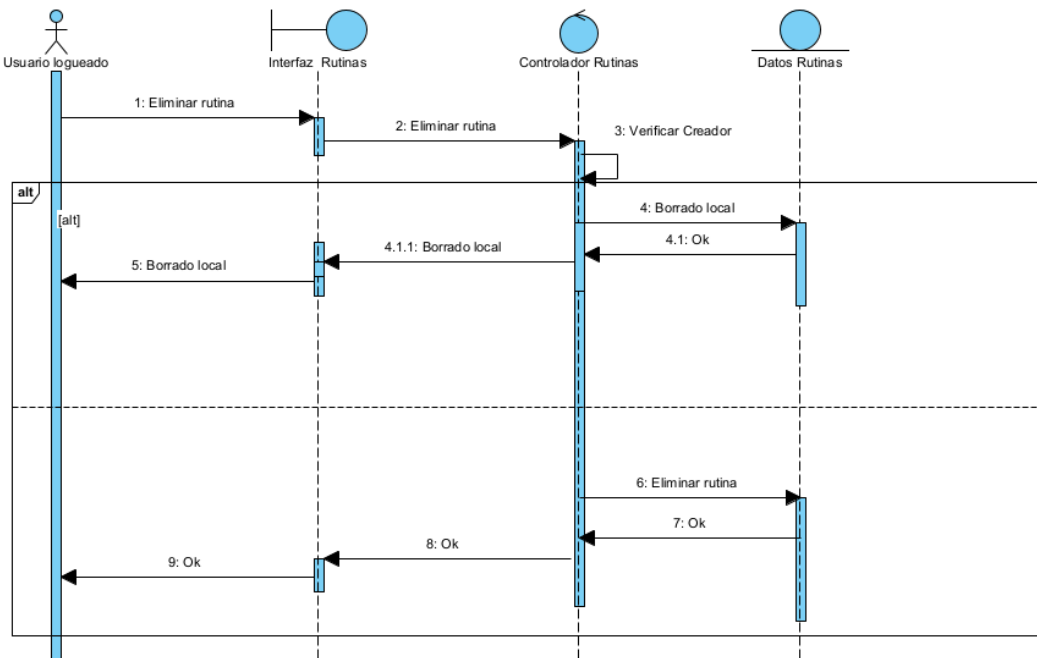 Usuario logueado
Interfaz Rutinas
Controlador Rutinas
Datos Rutinas
1: Eliminar rutina
2: Eliminar rutina
3: Verificar Creador
alt
[alt]
4: Borrado local
4.1: Ok
4.1.1: Borrado local
5: Borrado local
6: Eliminar rutina
7: Ok
8: Ok
9: Ok